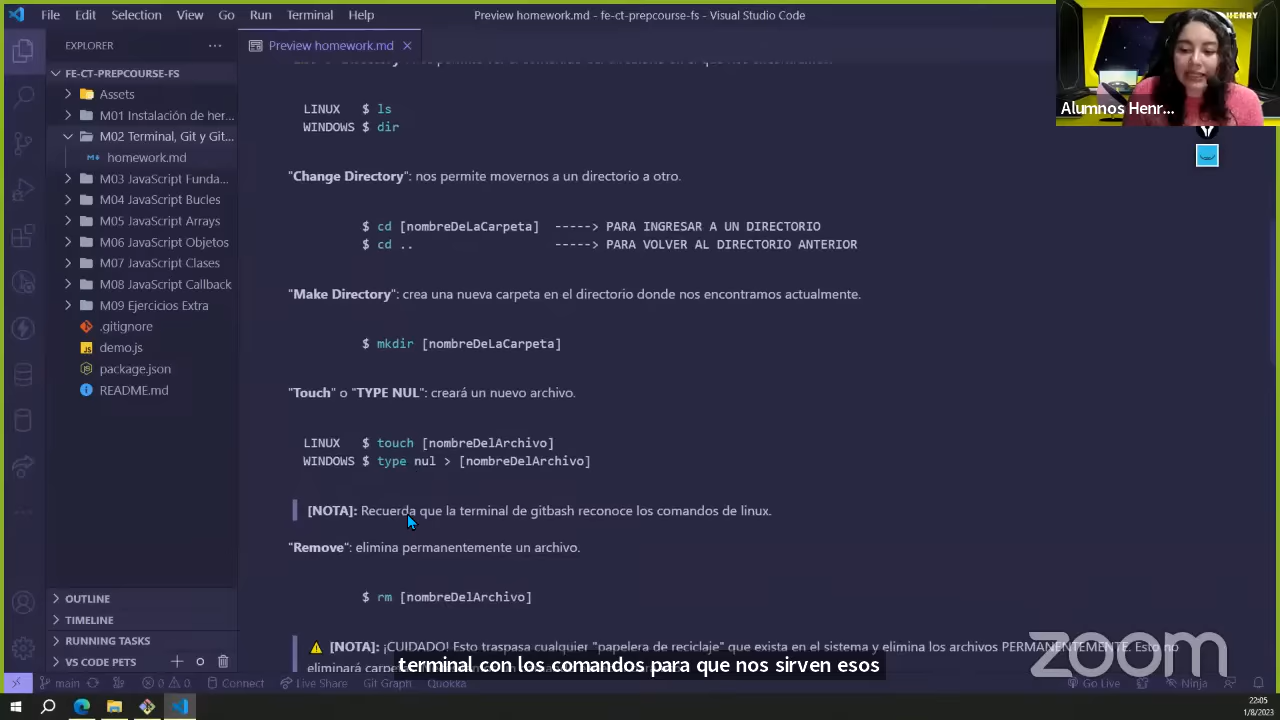 File Edit Selection View Go Run Terminal Help
Preview homework.md - fe-ct-prepcourse-fs - Visual Studio Code
HENRY
EXPLORER
Preview homework.md
FE-CT-PREPCOURSE-FS
Assets
M01 Instalación de her...
M02 Terminal, Git y Git...
homework.md
M03 JavaScript Funda...
M04 JavaScript Bucles
M05 JavaScript Arrays
M06 JavaScript Objetos
M07 JavaScript Clases
M08 JavaScript Callback
M09 Ejercicios Extra
.gitignore
demo.js
package.json
README.md
OUTLINE
TIMELINE
RUNNING TASKS
VS CODE PETS
LINUX $ ls
WINDOWS $ dir
"Change Directory": nos permite movernos a un directorio a otro.
$ cd [nombreDeLaCarpeta] -----> PARA INGRESAR A UN DIRECTORIO
$ cd .. -----> PARA VOLVER AL DIRECTORIO ANTERIOR
"Make Directory": crea una nueva carpeta en el directorio donde nos encontramos actualmente.
$ mkdir [nombreDeLaCarpeta]
"Touch" o "TYPE NUL": creará un nuevo archivo.
LINUX $ touch [nombreDelArchivo]
WINDOWS $ type nul > [nombreDelArchivo]
[NOTA]: Recuerda que la terminal de gitbash reconoce los comandos de linux.
"Remove": elimina permanentemente un archivo.
$ rm [nombreDelArchivo]
[NOTA]: ¡CUIDADO! Esto traspasa cualquier "papelera de reciclaje" que exista en el sistema y elimina los archivos PERMANENTEMENTE. Esto no
eliminará carpe
terminal con los comandos para que nos sirven esos
Alumnos Henr...
zoom
main 0 0 Connect Live Share Git Graph Quokka Go Live Ninja
22:05
1/8/2023